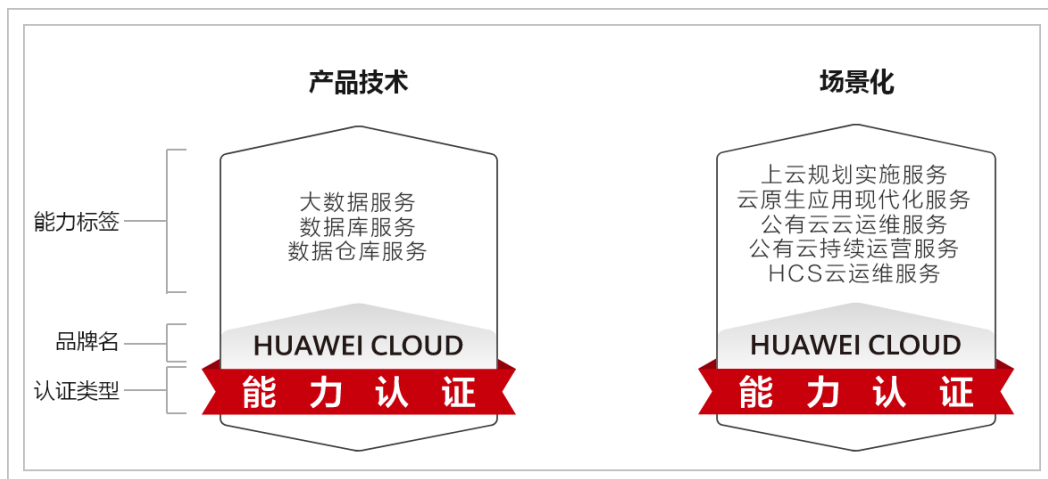 产品技术
场景化
能力标签
大数据服务
数据库服务
数据仓库服务
上云规划实施服务
云原生应用现代化服务
公有云云运维服务
公有云持续运营服务
HCS云运维服务
品牌名
HUAWEI CLOUD
HUAWEI CLOUD
认证类型
能力认证
能力认证